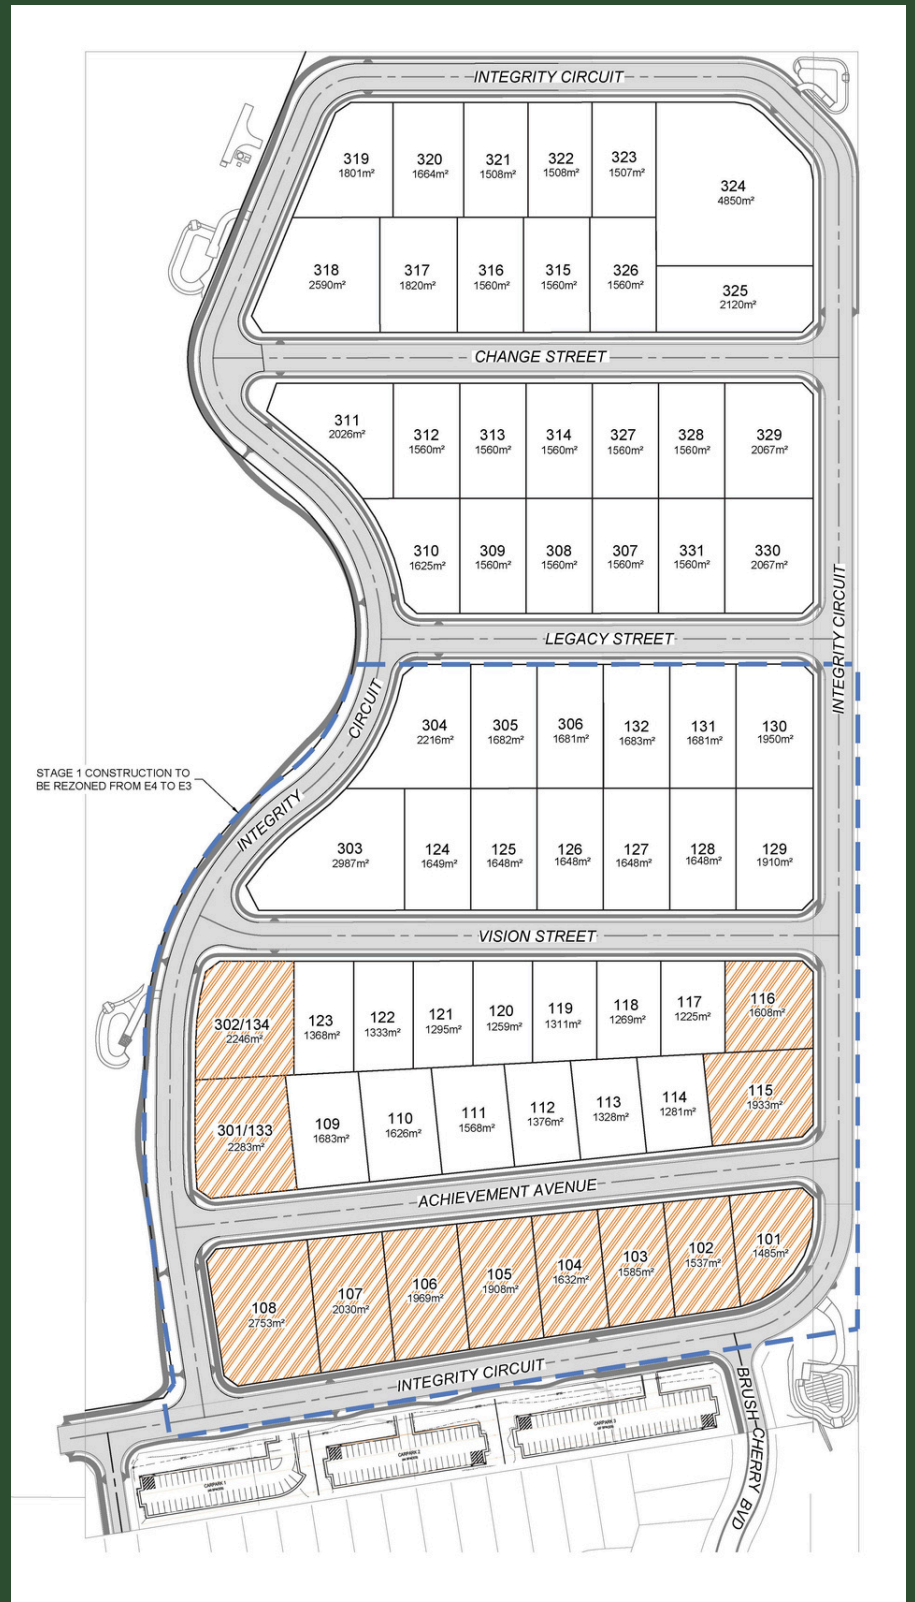 INTEGRITY CIRCUIT
319
1801m²
320
1664m²
321
1508m²
322
1508m²
323
1507m²
324
4850m²
318
2590m²
317
1820m²
316
1560m²
315
1560m²
326
1560m²
325
2120m²
CHANGE STREET
311
2026m²
312
1560m²
313
1560m²
314
1560m²
327
1560m²
328
1560m²
329
2067m²
310
1625m²
309
1560m²
308
1560m²
307
1560m²
331
1560m²
330
2067m²
INTEGRITY CIRCUIT
LEGACY STREET
304
2216m²
305
1682m²
306
1681m²
132
1683m²
131
1681m²
130
1950m²
STAGE 1 CONSTRUCTION TO
BE REZONED FROM E4 TO E3
INTEGRITY CIRCUIT
303
2987m²
124
1649m²
125
1648m²
126
1648m²
127
1648m²
128
1648m²
129
1910m²
VISION STREET
302/134
2246m²
123
1368m²
122
1333m²
121
1295m²
120
1259m²
119
1311m²
118
1269m²
117
1225m²
116
1608m²
301/133
2283m²
109
1683m²
110
1626m²
111
1568m²
112
1376m²
113
1328m²
114
1281m²
115
1933m²
ACHIEVEMENT AVENUE
108
2753m²
107
2030m²
106
1969m²
105
1908m²
104
1632m²
103
1585m²
102
1537m²
101
1485m²
INTEGRITY CIRCUIT
BRUSH CHERRY BVD
CARPARK 1
CARPARK 2
CARPARK 3